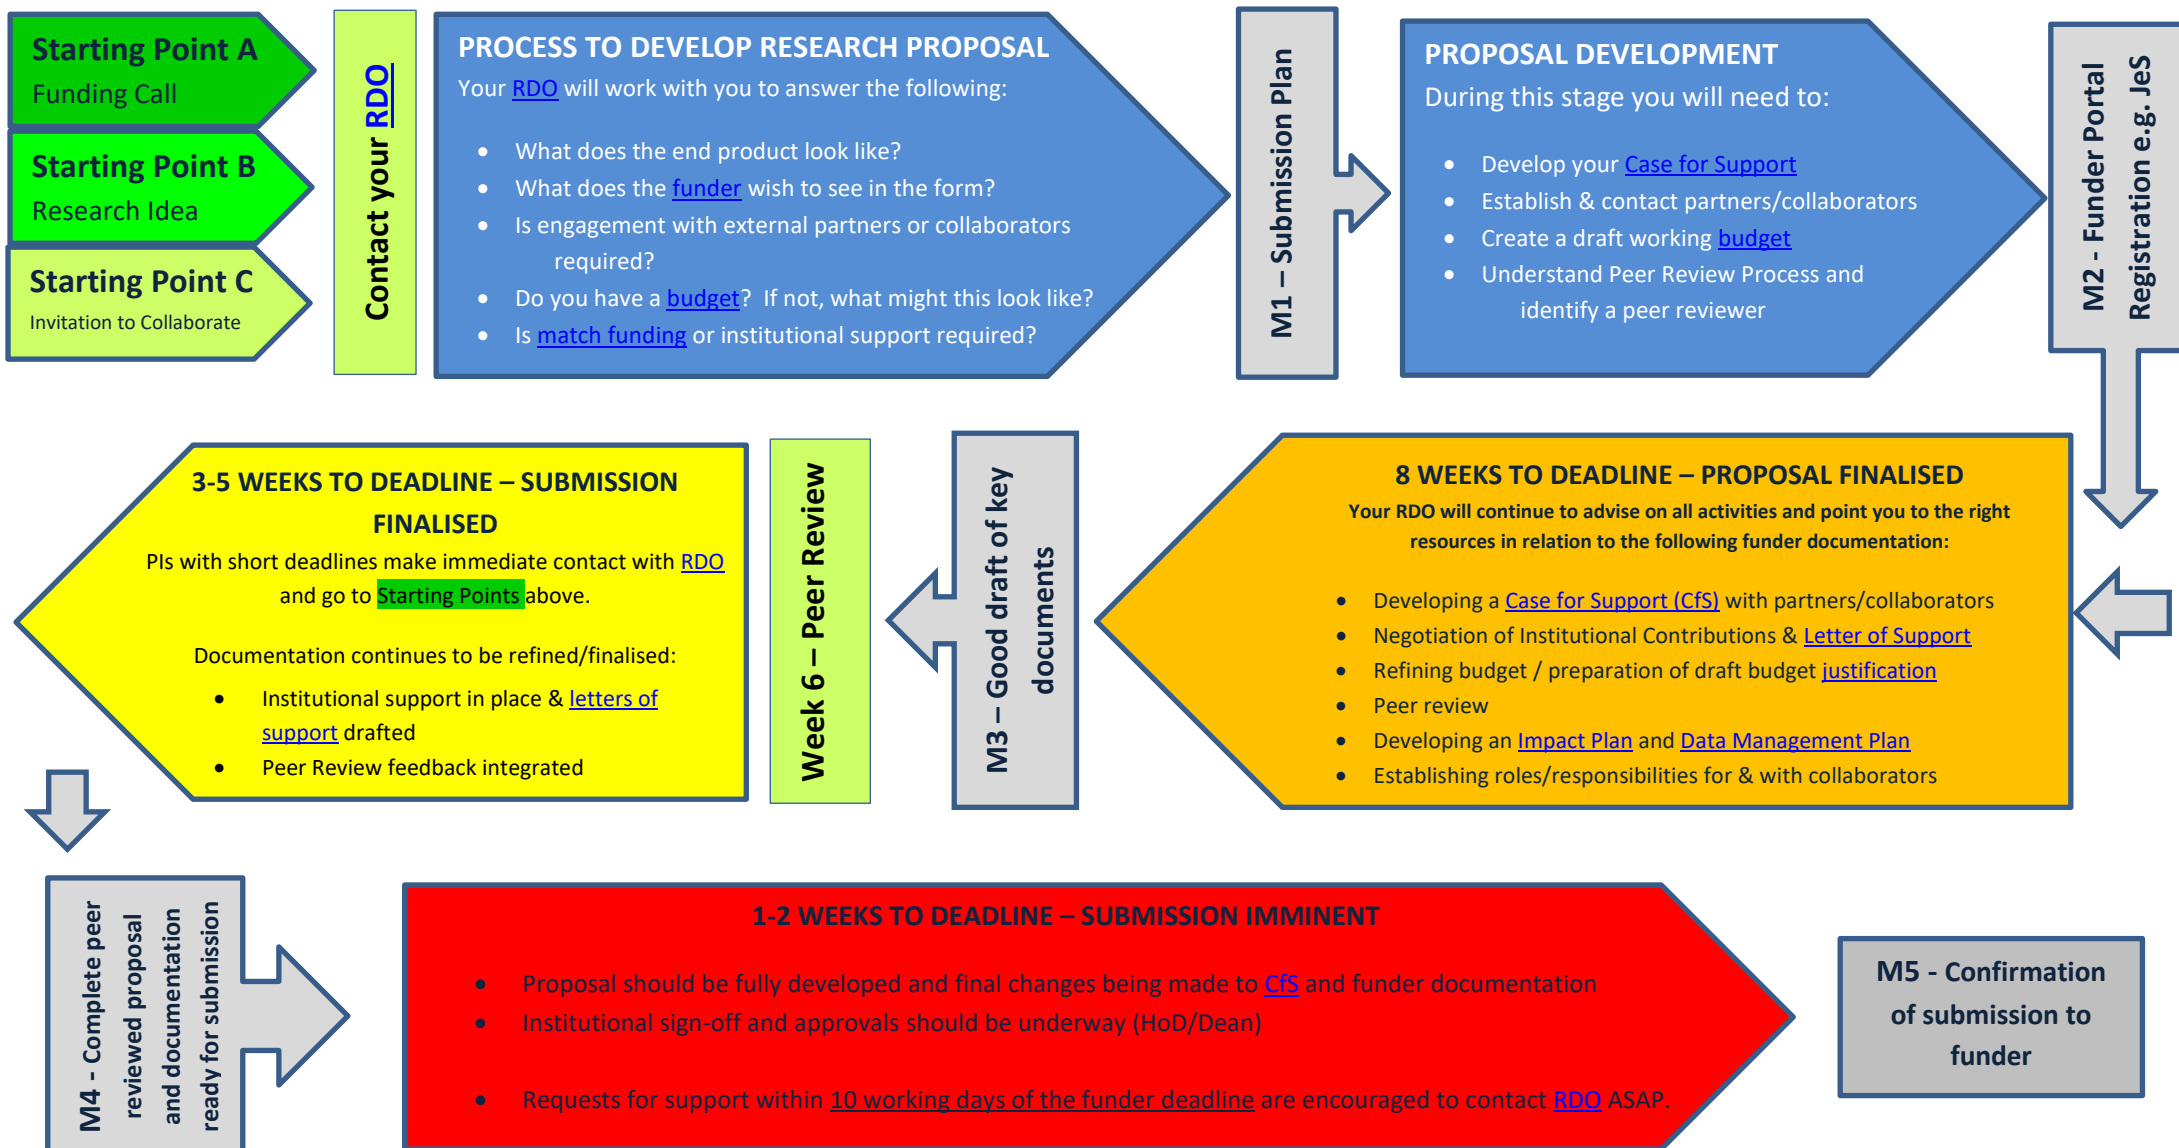 Starting Point A
Funding Call
Starting Point B
Research Idea
Starting Point C
Invitation to Collaborate
Contact your RDO
PROCESS TO DEVELOP RESEARCH PROPOSAL
Your RDO will work with you to answer the following:
• What does the end product look like?
• What does the funder wish to see in the form?
• Is engagement with external partners or collaborators
required?
• Do you have a budget? If not, what might this look like?
• Is match funding or institutional support required?
M1 – Submission Plan
PROPOSAL DEVELOPMENT
During this stage you will need to:
• Develop your Case for Support
• Establish & contact partners/collaborators
• Create a draft working budget
• Understand Peer Review Process and
identify a peer reviewer
M2 - Funder Portal
Registration e.g. JeS
8 WEEKS TO DEADLINE – PROPOSAL FINALISED
Your RDO will continue to advise on all activities and point you to the right
resources in relation to the following funder documentation:
• Developing a Case for Support (CfS) with partners/collaborators
• Negotiation of Institutional Contributions & Letter of Support
• Refining budget / preparation of draft budget justification
• Peer review
• Developing an Impact Plan and Data Management Plan
• Establishing roles/responsibilities for & with collaborators
M3 – Good draft of key
documents
Week 6 – Peer Review
3-5 WEEKS TO DEADLINE – SUBMISSION
FINALISED
PIs with short deadlines make immediate contact with RDO
and go to Starting Points above.
Documentation continues to be refined/finalised:
• Institutional support in place & letters of
support drafted
• Peer Review feedback integrated
M4 - Complete peer
reviewed proposal
and documentation
ready for submission
1-2 WEEKS TO DEADLINE – SUBMISSION IMMINENT
• Proposal should be fully developed and final changes being made to CfS and funder documentation
• Institutional sign-off and approvals should be underway (HoD/Dean)
• Requests for support within 10 working days of the funder deadline are encouraged to contact RDO ASAP.
M5 - Confirmation
of submission to
funder